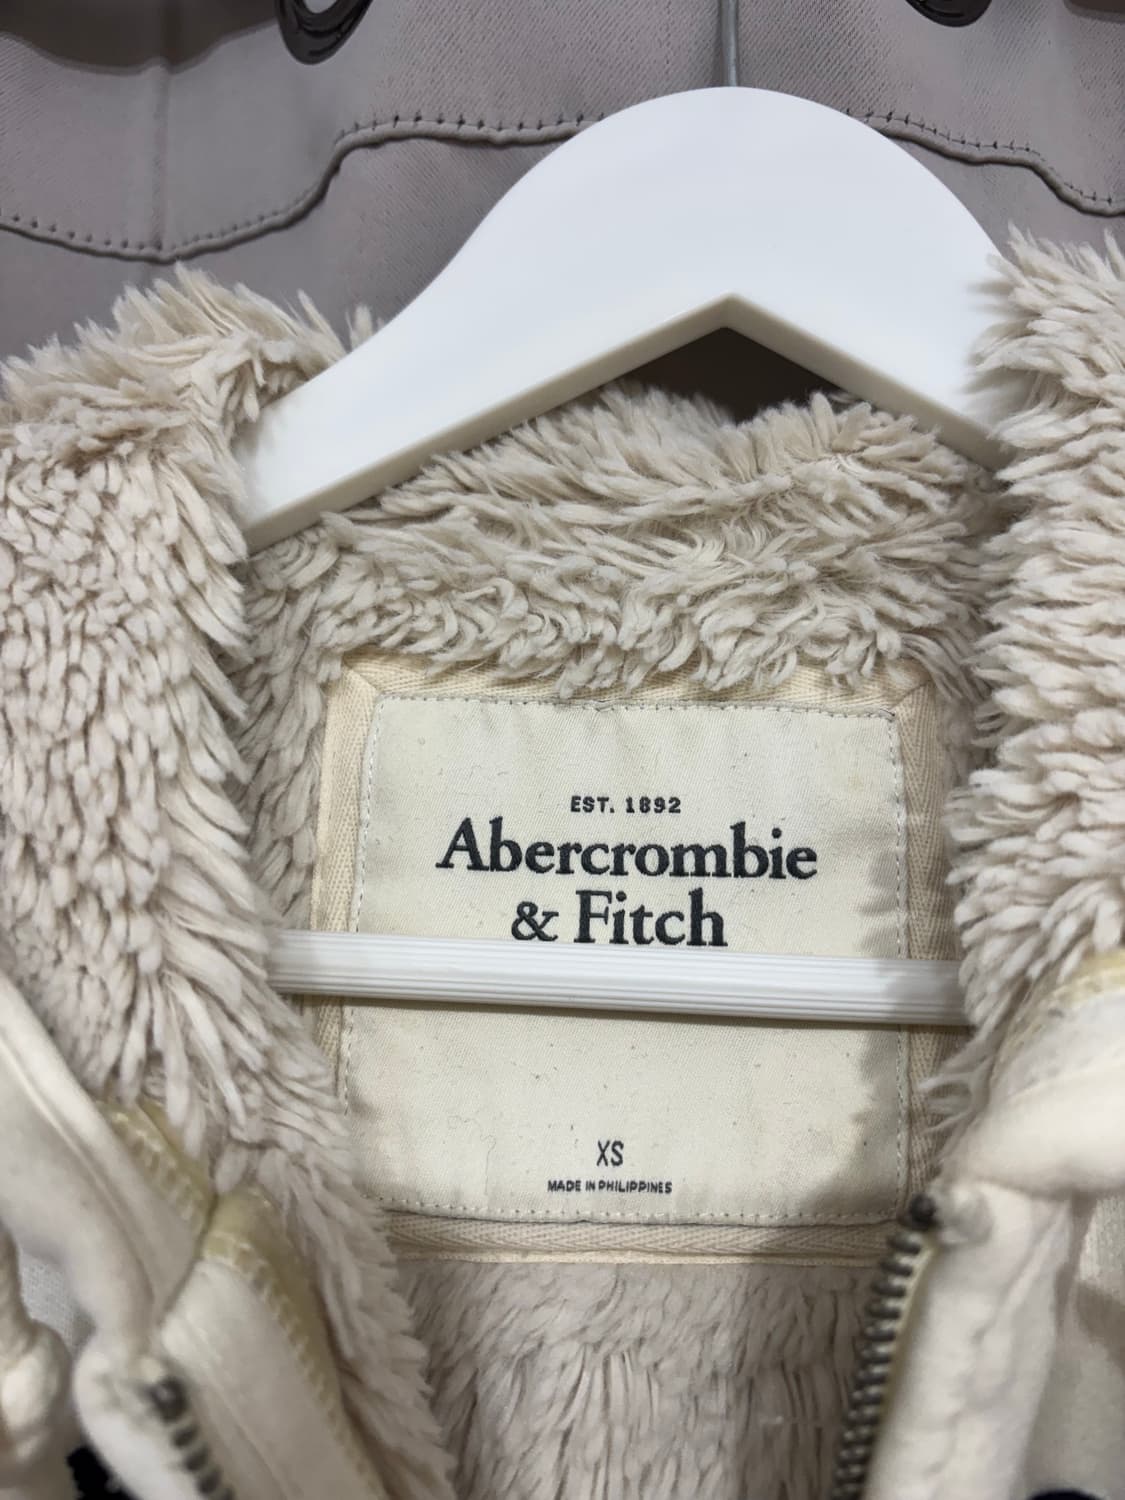 EST. 1892
Abercrombie
& Fitch
XS
MADE IN PHILIPPINES